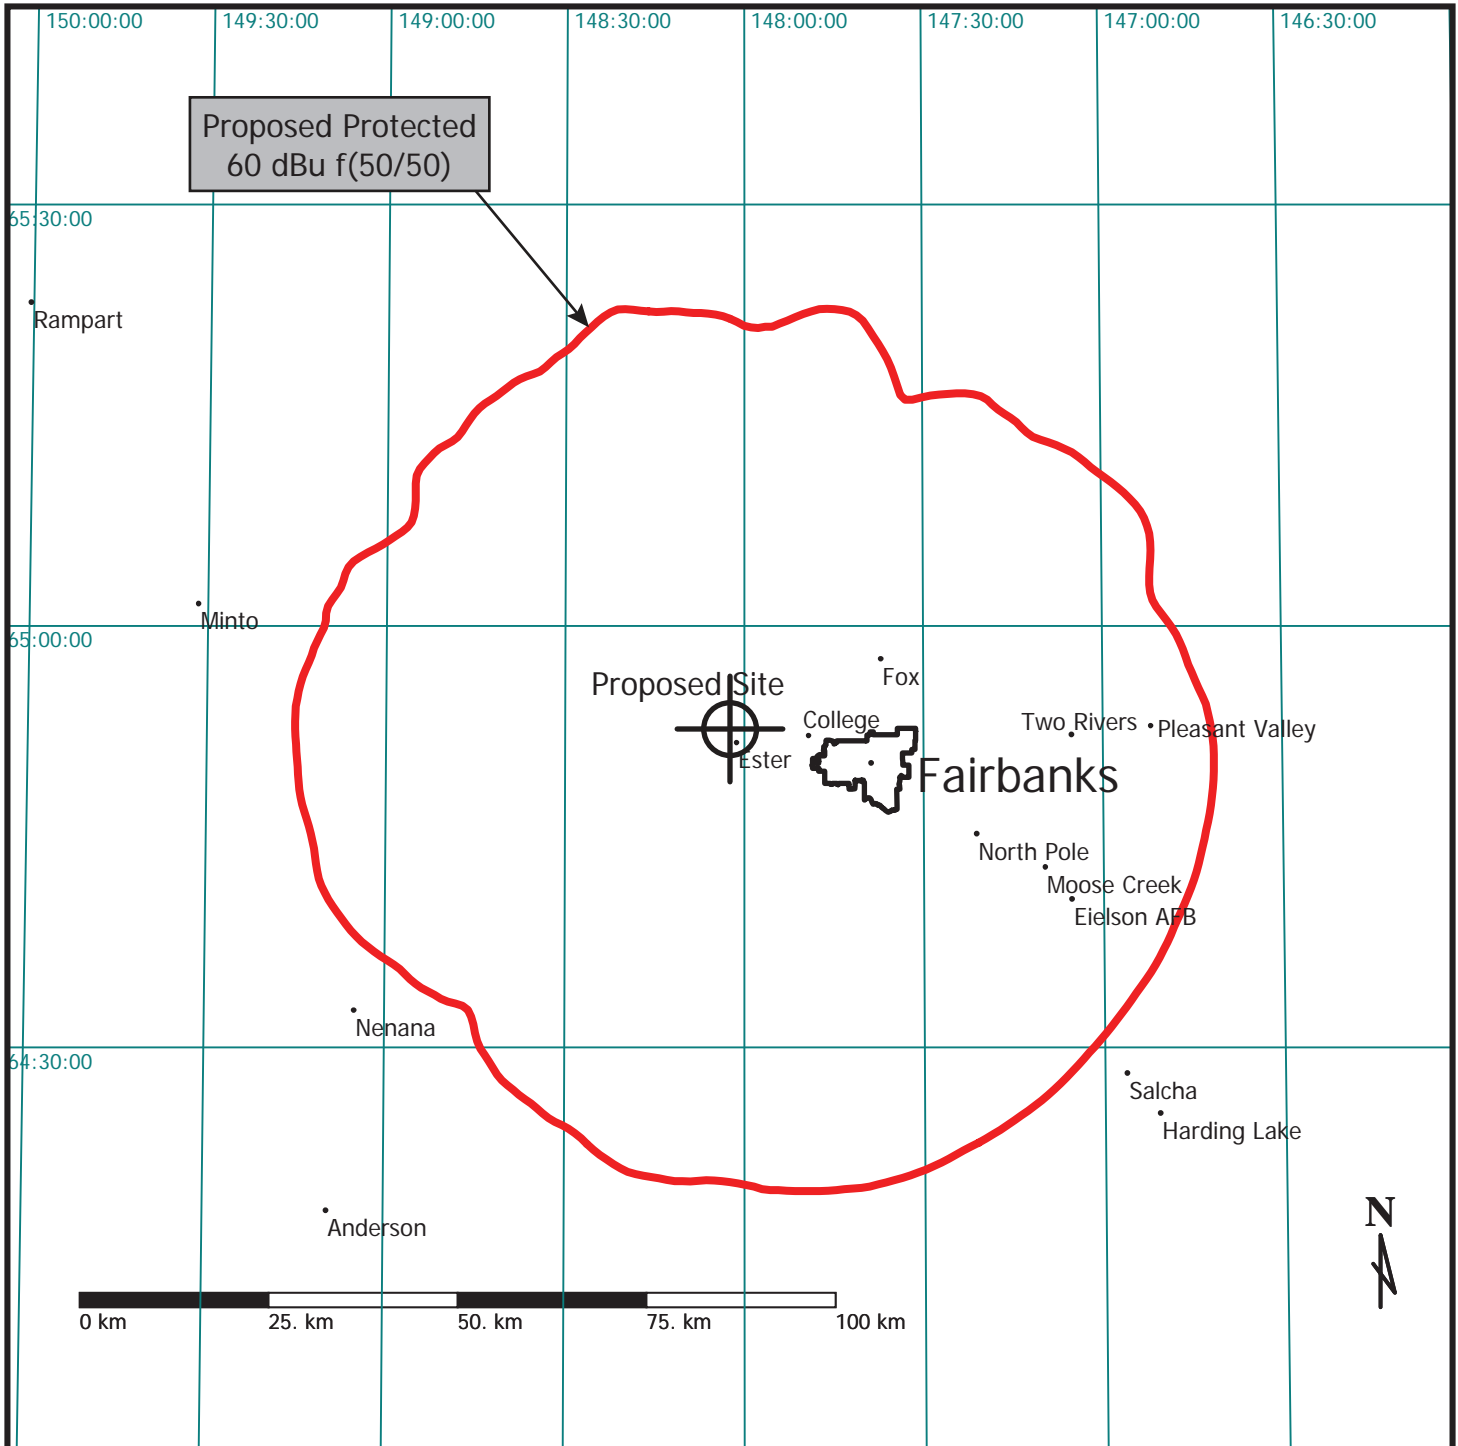 150:00:00
149:30:00
149:00:00
148:30:00
148:00:00
147:30:00
147:00:00
146:30:00
Proposed Protected
60 dBu f(50/50)
65:30:00
Rampart
Minto
65:00:00
Proposed Site
Fox
College
Two Rivers
Pleasant Valley
Ester
Fairbanks
North Pole
Moose Creek
Eielson AFB
Nenana
64:30:00
Salcha
Harding Lake
Anderson
N
0 km
25. km
50. km
75. km
100 km